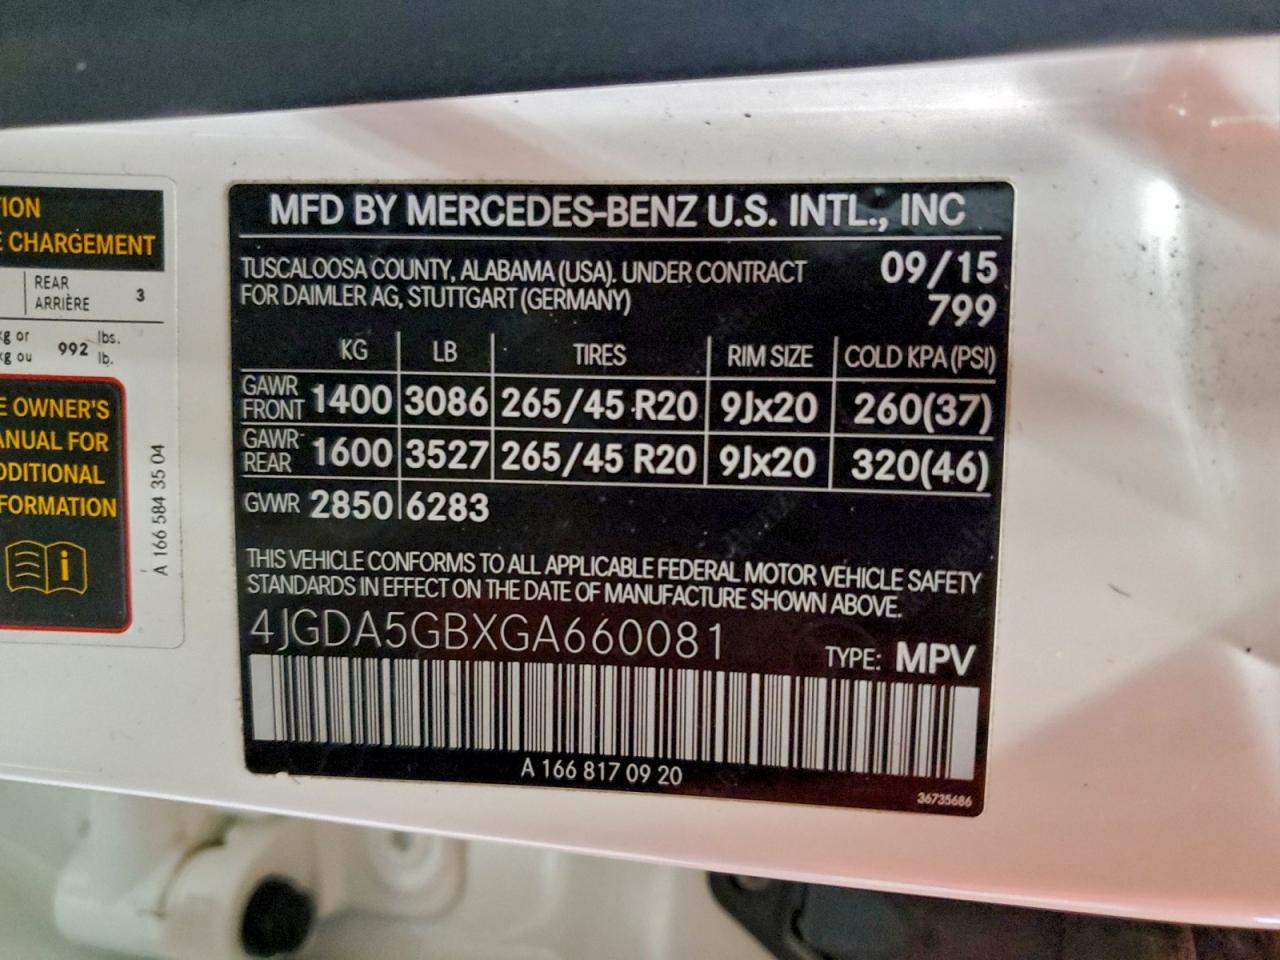 TION
E CHARGEMENT
REAR
ARRIÈRE 3
kg or
kg ou 992 lbs.
lb.
E OWNER'S
ANUAL FOR
DDITIONAL
FORMATION
A 166 584 35 04
MFD BY MERCEDES-BENZ U.S. INTL., INC
TUSCALOOSA COUNTY, ALABAMA (USA). UNDER CONTRACT 09/15
FOR DAIMLER AG, STUTTGART (GERMANY) 799
KG LB TIRES RIM SIZE COLD KPA (PSI)
GAWR FRONT 1400 3086 265/45 R20 9Jx20 260(37)
GAWR REAR 1600 3527 265/45 R20 9Jx20 320(46)
GVWR 2850 6283
THIS VEHICLE CONFORMS TO ALL APPLICABLE FEDERAL MOTOR VEHICLE SAFETY
STANDARDS IN EFFECT ON THE DATE OF MANUFACTURE SHOWN ABOVE.
4JGDA5GBXGA660081
TYPE: MPV
A 166 817 09 20
36735686